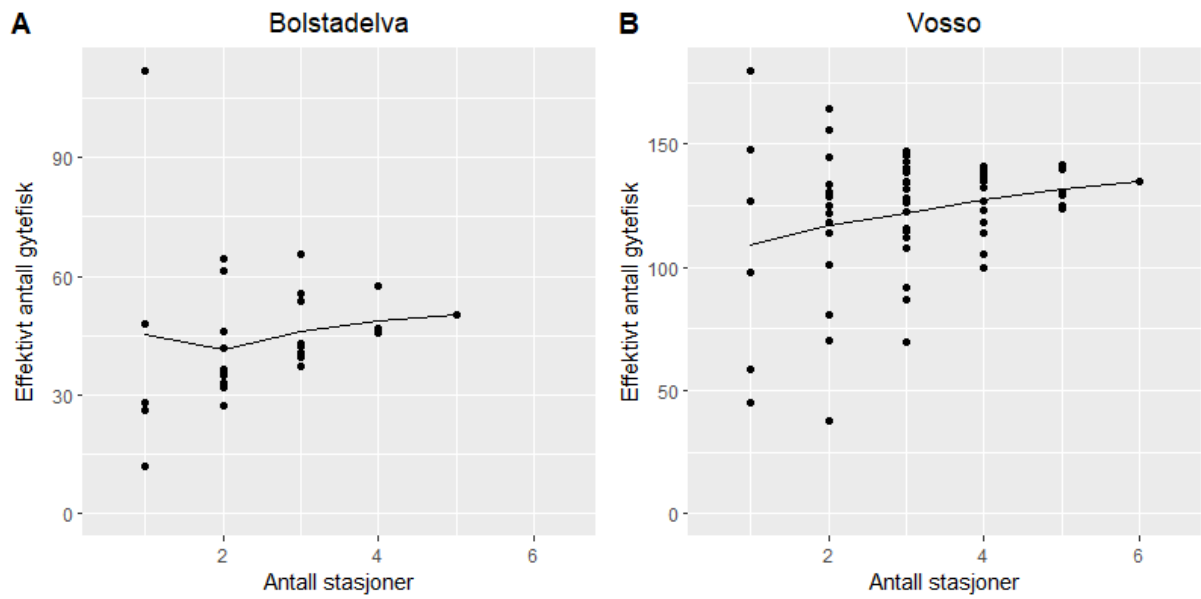 A
Bolstadelva
Effektivt antall gytefisk
90
60
30
0
2
4
6
Antall stasjoner
B
Vosso
Effektivt antall gytefisk
150
100
50
0
2
4
6
Antall stasjoner